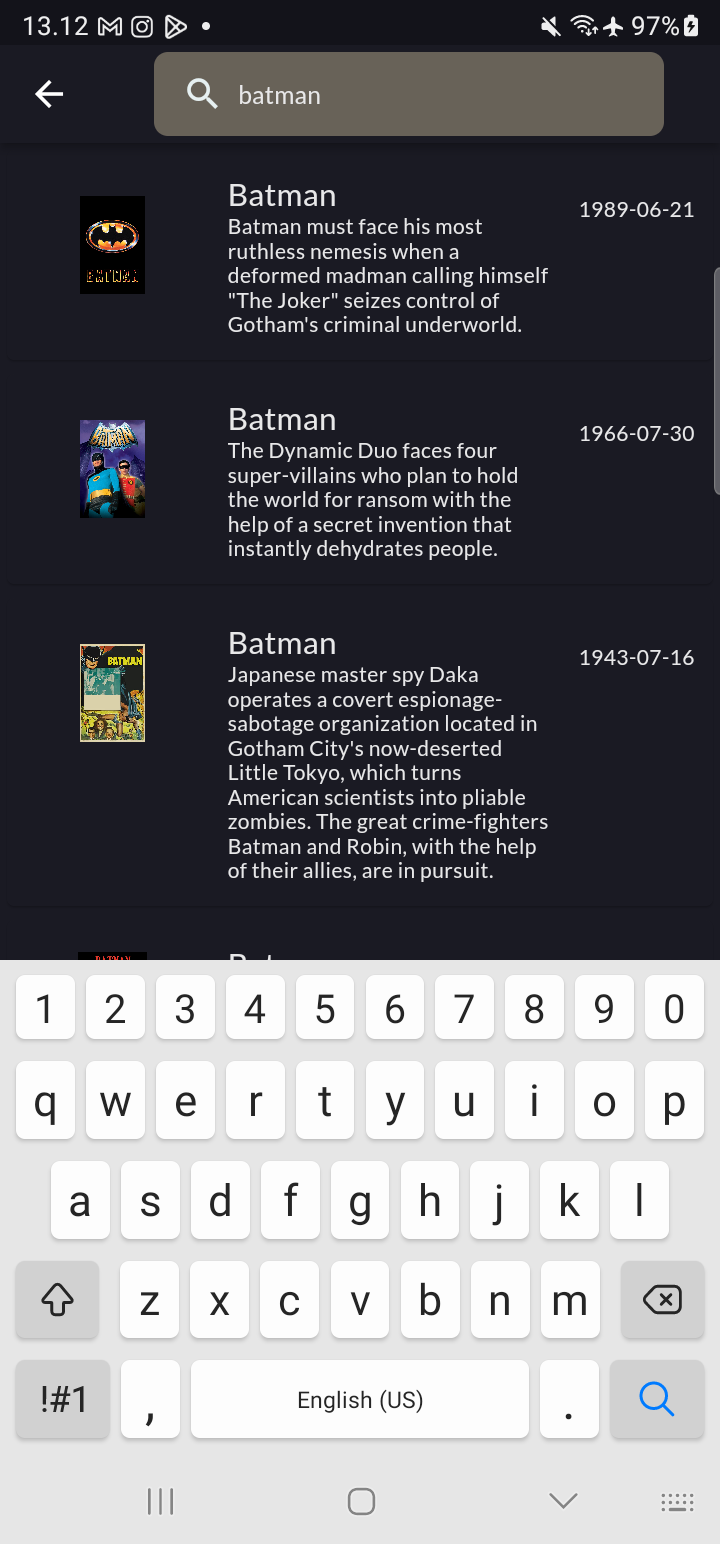 13.12
97%
batman
Batman
1989-06-21
Batman must face his most
ruthless nemesis when a
deformed madman calling himself
"The Joker" seizes control of
Gotham's criminal underworld.
BATMAN
Batman
1966-07-30
The Dynamic Duo faces four
super-villains who plan to hold
the world for ransom with the
help of a secret invention that
instantly dehydrates people.
BATMAN
Batman
1943-07-16
Japanese master spy Daka
operates a covert espionage-
sabotage organization located in
Gotham City's now-deserted
Little Tokyo, which turns
American scientists into pliable
zombies. The great crime-fighters
Batman and Robin, with the help
of their allies, are in pursuit.
BATMAN
1 2 3 4 5 6 7 8 9 0
q w e r t y u i o p
a s d f g h j k l
z x c v b n m
!#1 , English (US) .